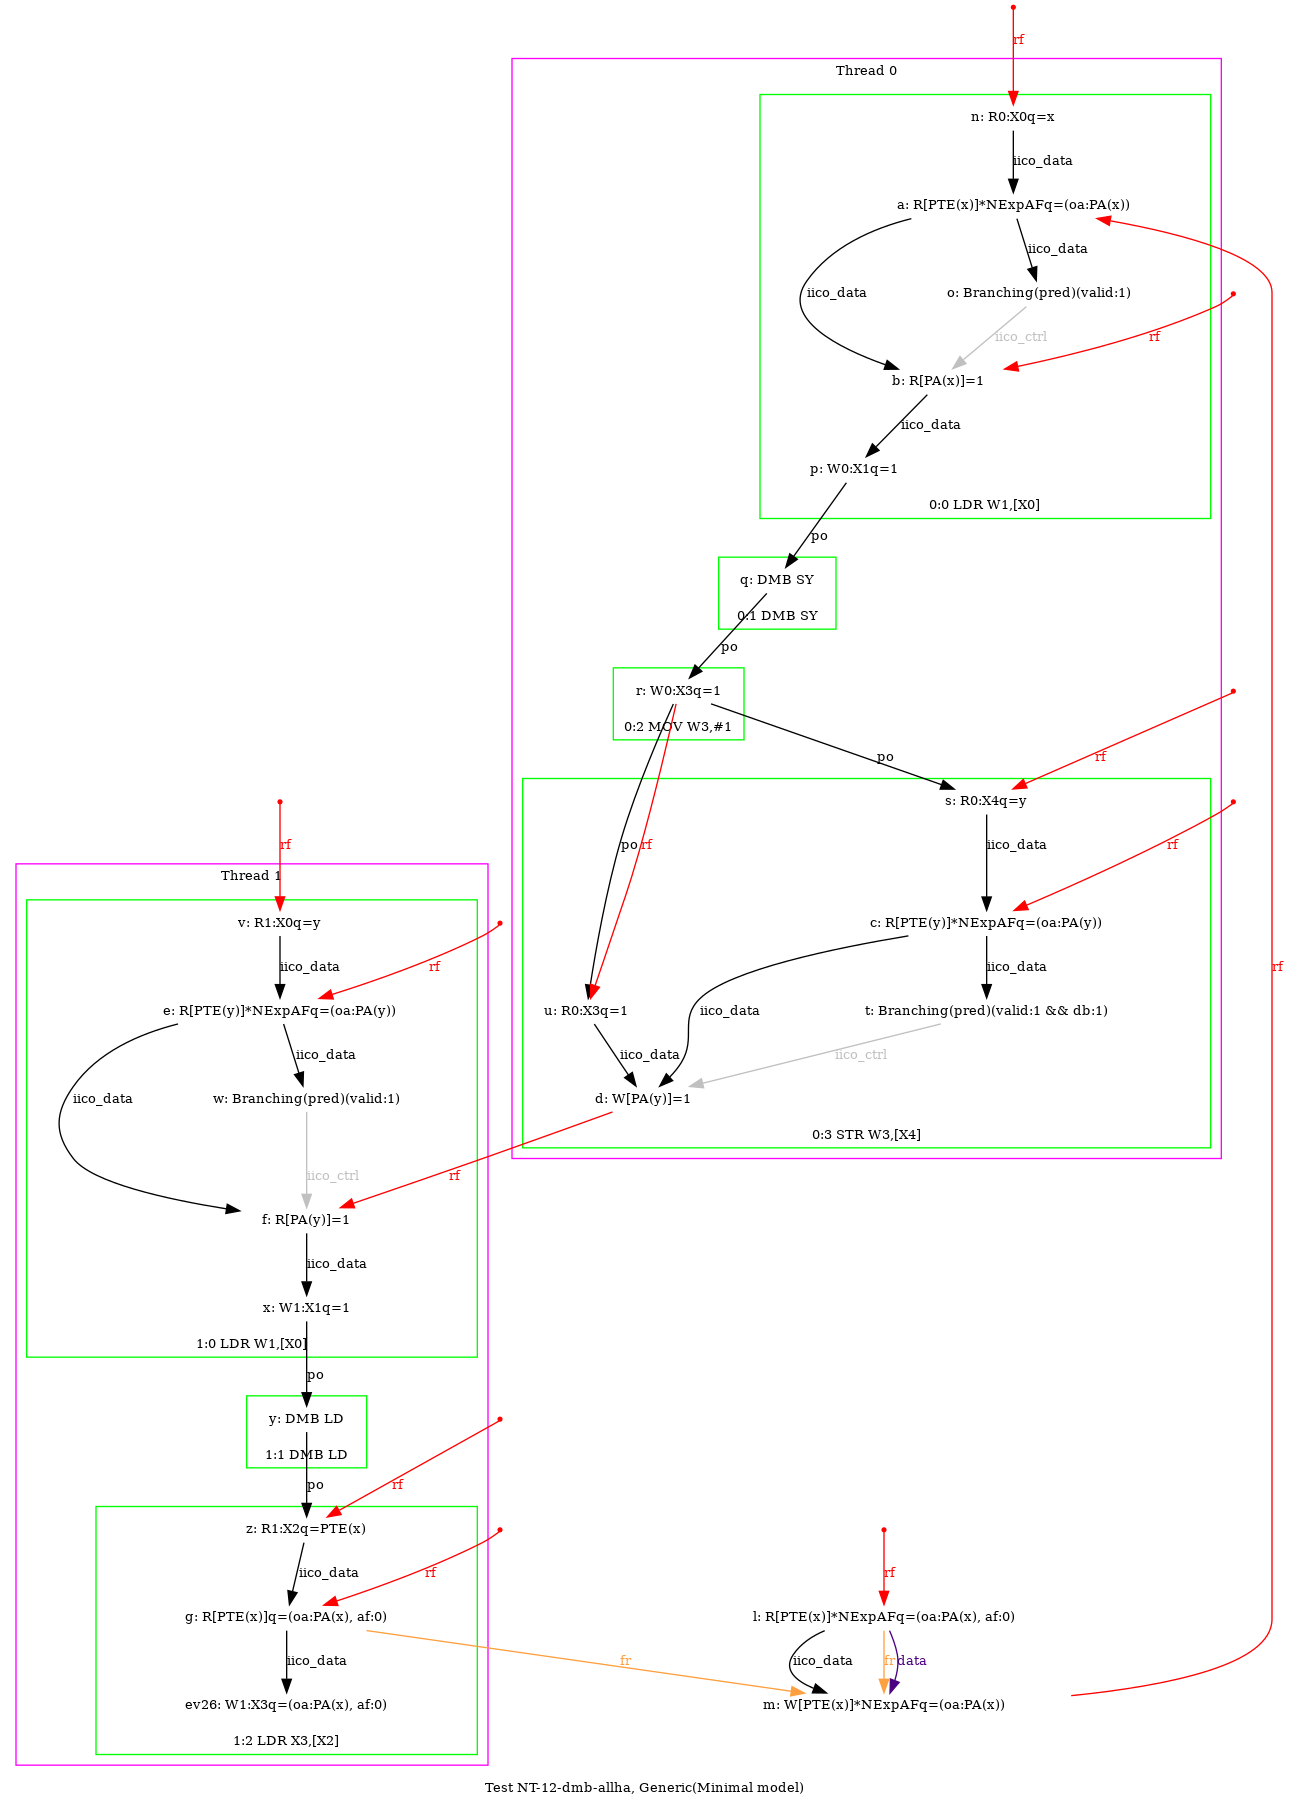 rf
Thread 0
n: R0:X0q=x
iico_data
a: R[PTE(x)]*NExpAFq=(oa:PA(x))
iico_data
iico_data
o: Branching(pred)(valid:1)
iico_ctrl
rf
b: R[PA(x)]=1
iico_data
p: W0:X1q=1
0:0 LDR W1,[X0]
po
q: DMB SY
0:1 DMB SY
po
r: W0:X3q=1
0:2 MOV W3,#1
po
rf
s: R0:X4q=y
po
rf
iico_data
rf
c: R[PTE(y)]*NExpAFq=(oa:PA(y))
iico_data
iico_data
u: R0:X3q=1
t: Branching(pred)(valid:1 && db:1)
iico_data
iico_ctrl
d: W[PA(y)]=1
0:3 STR W3,[X4]
rf
rf
Thread 1
v: R1:X0q=y
iico_data
rf
e: R[PTE(y)]*NExpAFq=(oa:PA(y))
iico_data
iico_data
w: Branching(pred)(valid:1)
iico_ctrl
rf
f: R[PA(y)]=1
iico_data
x: W1:X1q=1
1:0 LDR W1,[X0]
po
y: DMB LD
1:1 DMB LD
po
rf
z: R1:X2q=PTE(x)
iico_data
rf
g: R[PTE(x)]q=(oa:PA(x), af:0)
iico_data
fr
ev26: W1:X3q=(oa:PA(x), af:0)
1:2 LDR X3,[X2]
rf
l: R[PTE(x)]*NExpAFq=(oa:PA(x), af:0)
iico_data
fr
data
m: W[PTE(x)]*NExpAFq=(oa:PA(x))
Test NT-12-dmb-allha, Generic(Minimal model)